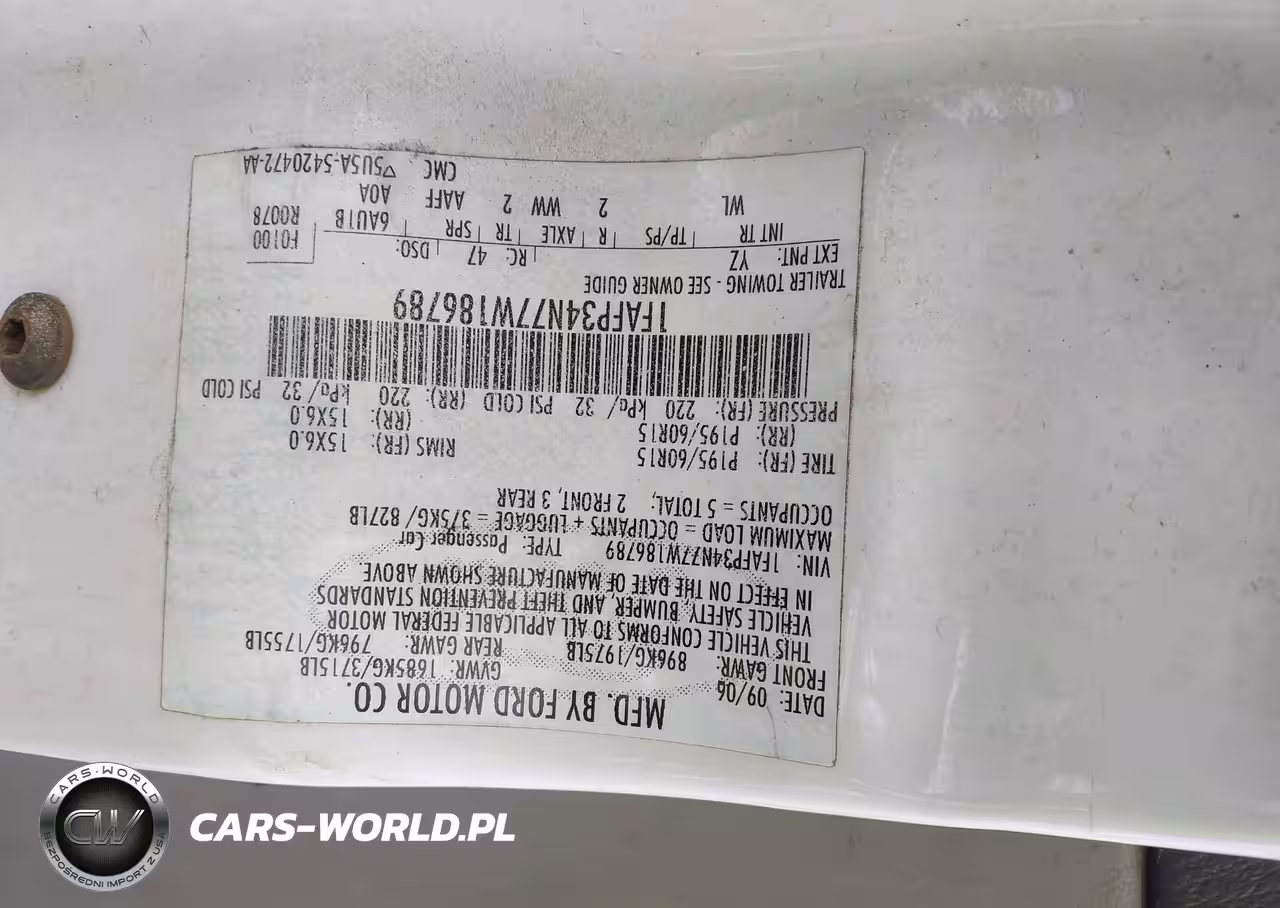 MFD. BY FORD MOTOR CO.
DATE: 09/06 GVWR: 1685KG/3715LB
FRONT GAWR: 896KG/1975LB REAR GAWR: 796KG/1755LB
THIS VEHICLE CONFORMS TO ALL APPLICABLE FEDERAL MOTOR
VEHICLE SAFETY, BUMPER, AND THEFT PREVENTION STANDARDS
IN EFFECT ON THE DATE OF MANUFACTURE SHOWN ABOVE
VIN: 1FAFP34N77W186789 TYPE: Passenger Car
MAXIMUM LOAD = OCCUPANTS + LUGGAGE = 375KG/ 827LB
OCCUPANTS = 5 TOTAL, 2 FRONT, 3 REAR
TIRE (FR): P195/60R15 RIMS (FR): 15X6.0
(RR): P195/60R15 (RR): 15X6.0
PRESSURE (FR): 220 kPa/ 32 PSI COLD (RR): 220 kPa/ 32 PSI COLD
1FAFP34N77W186789
TRAILER TOWING - SEE OWNER GUIDE
EXT PNT: YZ RC: 47 DSO: F0100
INT TR TP/PS R AXLE TR SPR 6AU1B R0078
WL 2 WW 2 AAFF AOA
CMC ▽5U5A-5420472-AA
CARS-WORLD
CW
BEZPOŚREDNI IMPORT Z USA
CARS-WORLD.PL